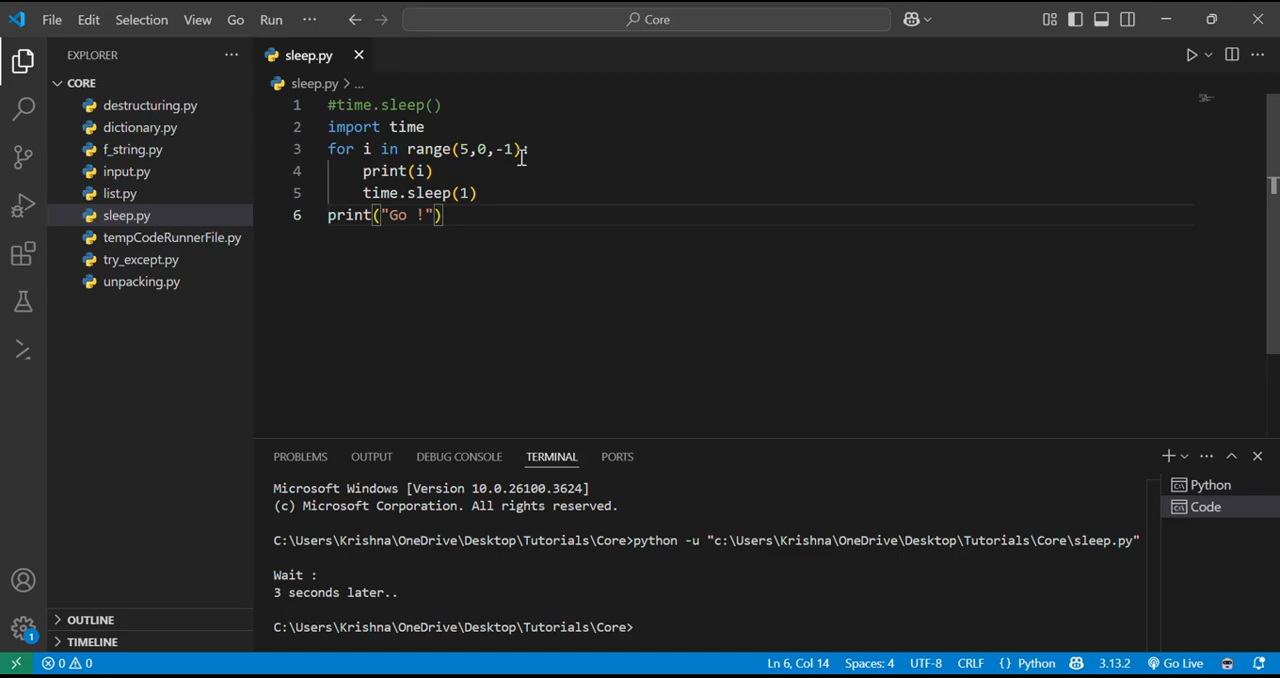 File Edit Selection View Go Run ··· Core
EXPLORER ···
CORE
destructuring.py
dictionary.py
f_string.py
input.py
list.py
sleep.py
tempCodeRunnerFile.py
try_except.py
unpacking.py
OUTLINE
TIMELINE
sleep.py
sleep.py > ...
1 #time.sleep()
2 import time
3 for i in range(5,0,-1):
4 print(i)
5 time.sleep(1)
6 print("Go !")
PROBLEMS OUTPUT DEBUG CONSOLE TERMINAL PORTS
Microsoft Windows [Version 10.0.26100.3624]
(c) Microsoft Corporation. All rights reserved.
C:\Users\Krishna\OneDrive\Desktop\Tutorials\Core>python -u "c:\Users\Krishna\OneDrive\Desktop\Tutorials\Core\sleep.py"
Wait :
3 seconds later..
C:\Users\Krishna\OneDrive\Desktop\Tutorials\Core>
Python
Code
1
0 0 Ln 6, Col 14 Spaces: 4 UTF-8 CRLF {} Python 3.13.2 Go Live